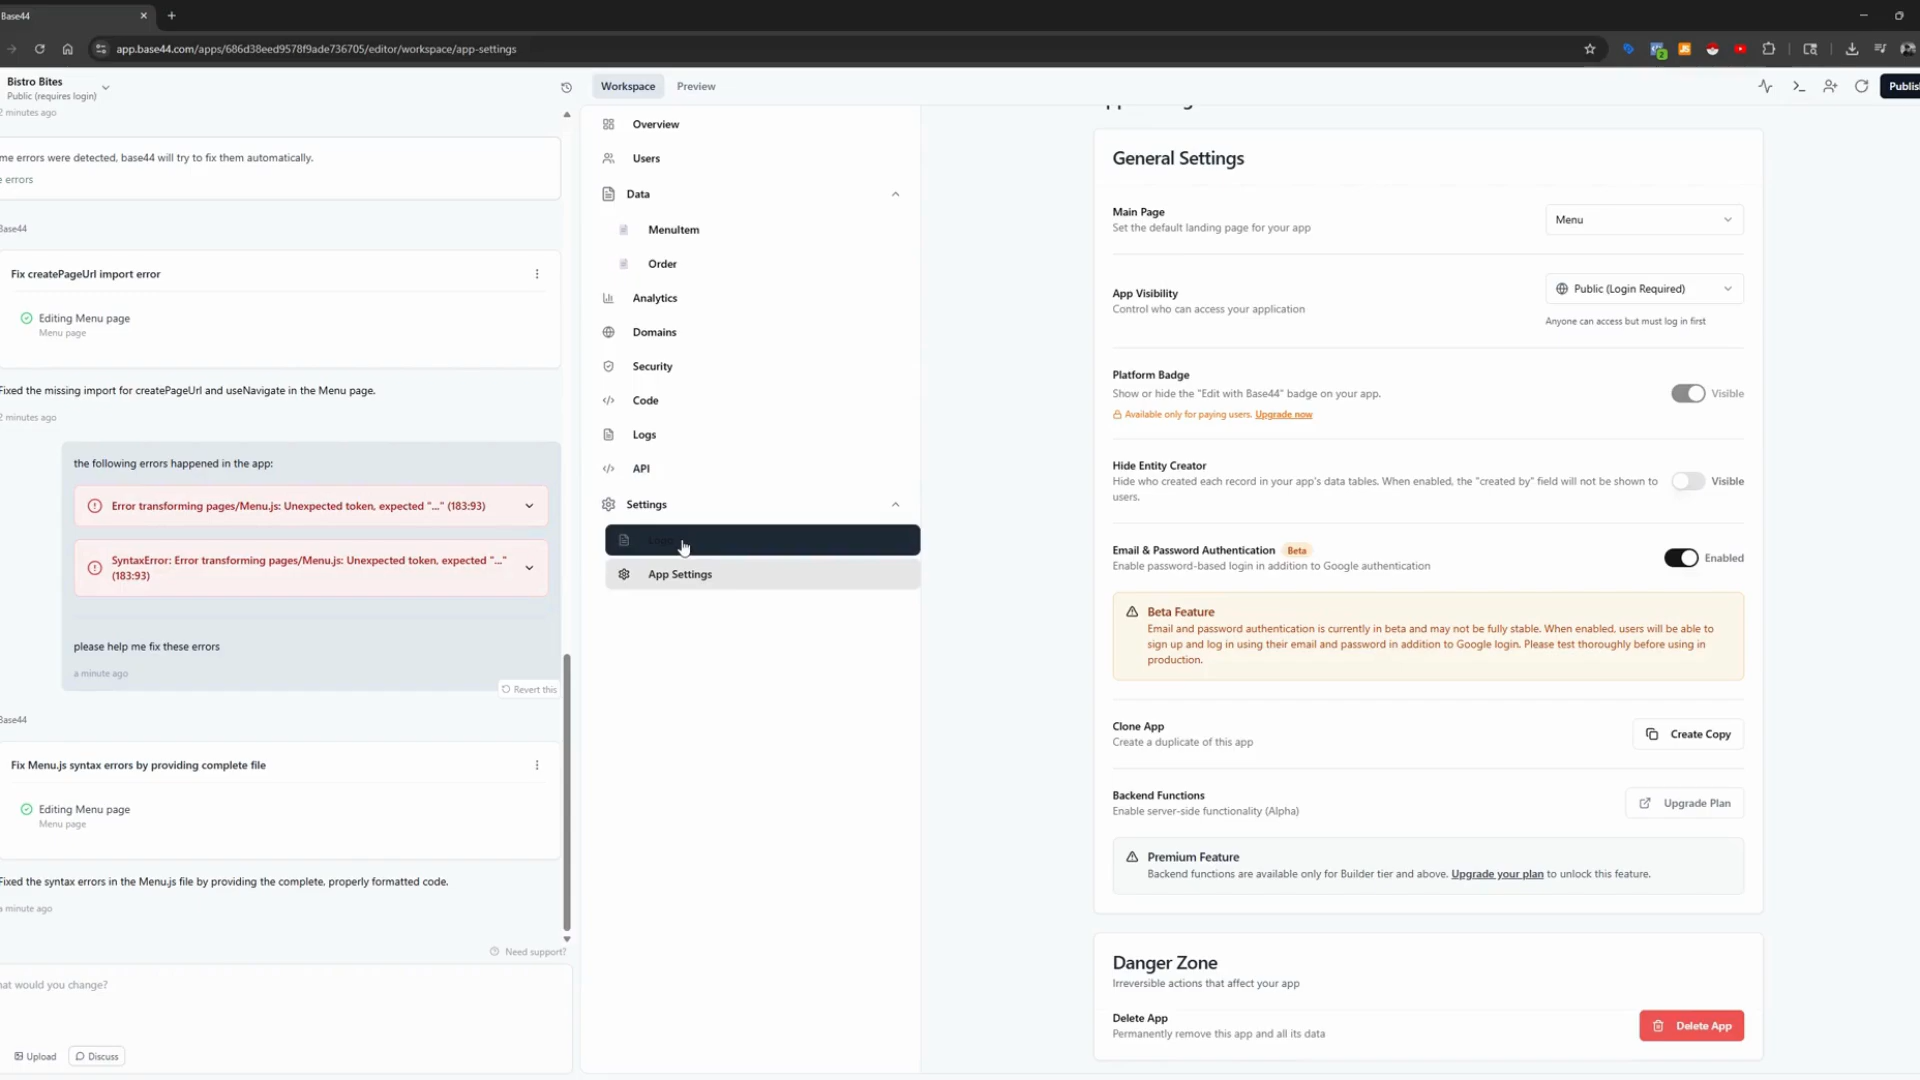 Base44
app.base44.com/apps/686d38eed9578f9ade736705/editor/workspace/app-settings
Bistro Bites
Public (requires login)
2 minutes ago
me errors were detected, base44 will try to fix them automatically.
errors
Base44
Fix createPageUrl import error
Editing Menu page
Menu page
Fixed the missing import for createPageUrl and useNavigate in the Menu page.
2 minutes ago
the following errors happened in the app:
Error transforming pages/Menu.js: Unexpected token, expected "..." (183:93)
SyntaxError: Error transforming pages/Menu.js: Unexpected token, expected "..."
(183:93)
please help me fix these errors
a minute ago
Revert this
Base44
Fix Menu.js syntax errors by providing complete file
Editing Menu page
Menu page
Fixed the syntax errors in the Menu.js file by providing the complete, properly formatted code.
a minute ago
Need support?
hat would you change?
Upload
Discuss
Workspace
Preview
Publis
Overview
Users
Data
MenuItem
Order
Analytics
Domains
Security
Code
Logs
API
Settings
App Settings
General Settings
Main Page
Set the default landing page for your app
Menu
App Visibility
Control who can access your application
Public (Login Required)
Anyone can access but must log in first
Platform Badge
Show or hide the "Edit with Base44" badge on your app.
Available only for paying users. Upgrade now
Visible
Hide Entity Creator
Hide who created each record in your app's data tables. When enabled, the "created by" field will not be shown to
users.
Visible
Email & Password Authentication Beta
Enable password-based login in addition to Google authentication
Enabled
Beta Feature
Email and password authentication is currently in beta and may not be fully stable. When enabled, users will be able to
sign up and log in using their email and password in addition to Google login. Please test thoroughly before using in
production.
Clone App
Create a duplicate of this app
Create Copy
Backend Functions
Enable server-side functionality (Alpha)
Upgrade Plan
Premium Feature
Backend functions are available only for Builder tier and above. Upgrade your plan to unlock this feature.
Danger Zone
Irreversible actions that affect your app
Delete App
Permanently remove this app and all its data
Delete App